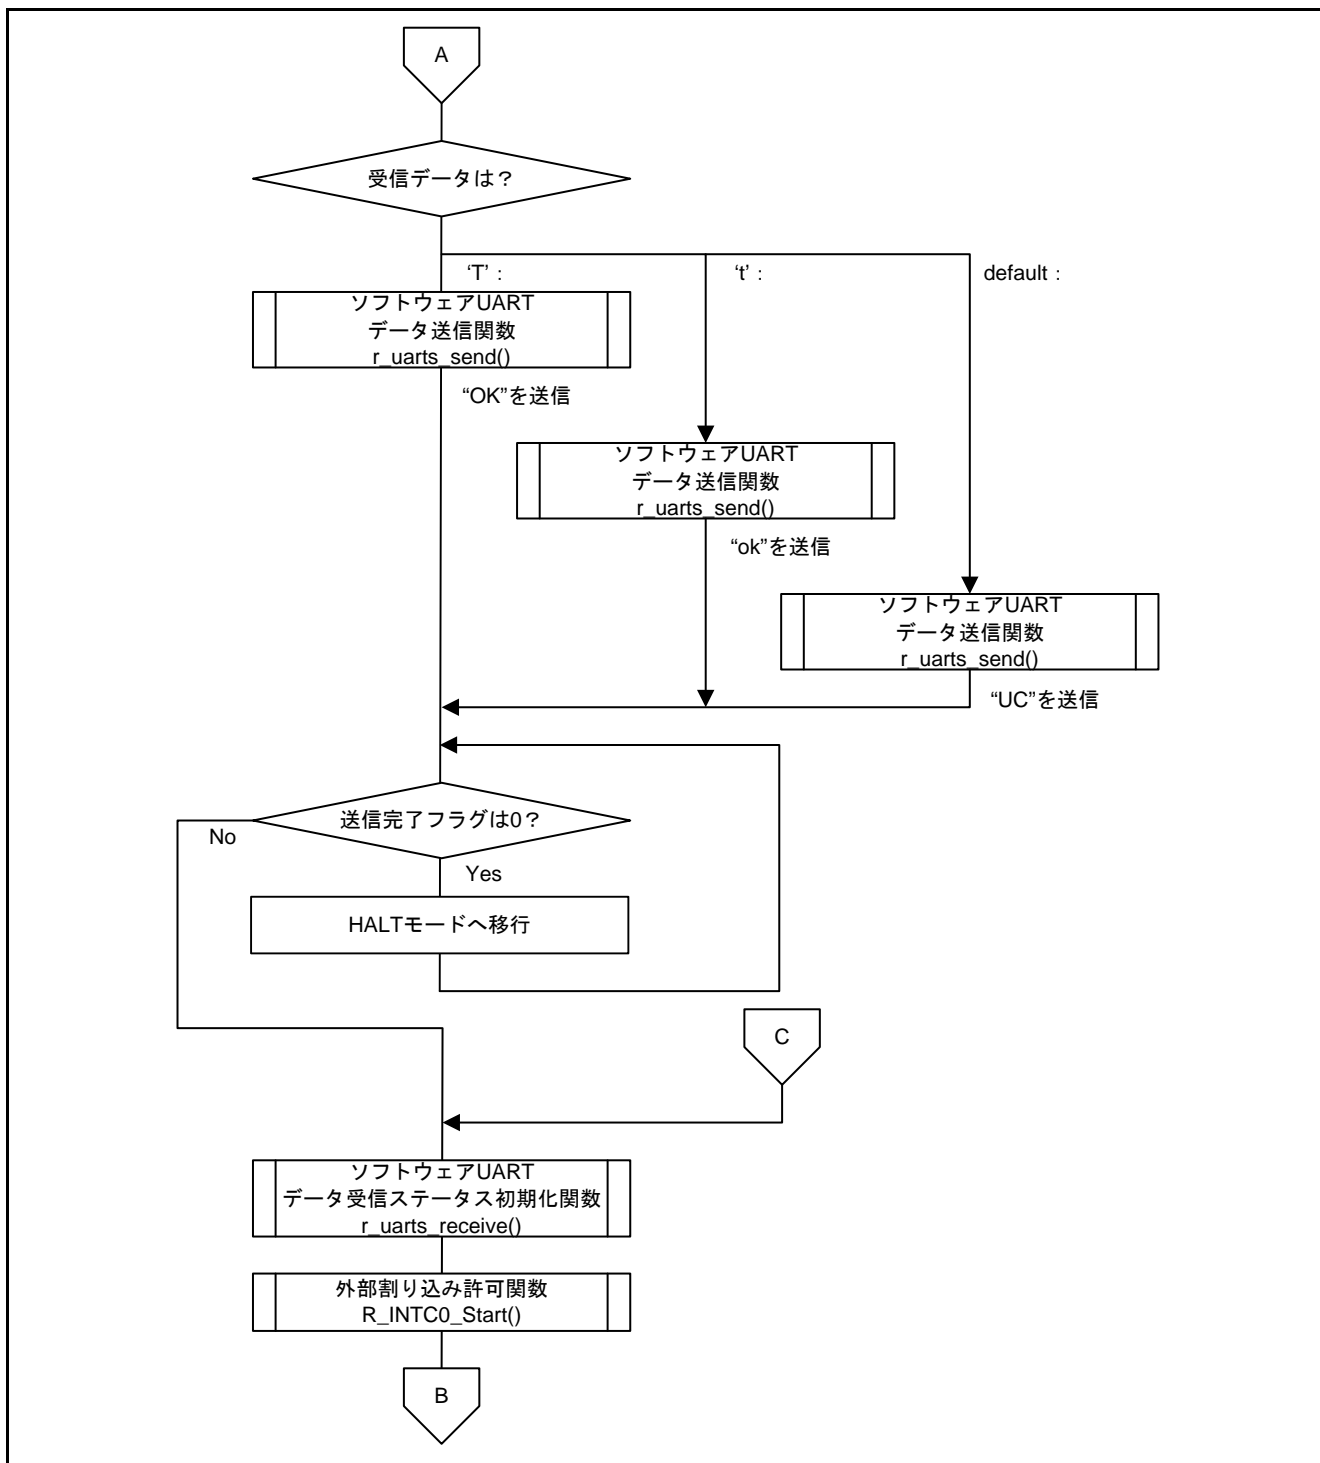 A
受信データは？
‘T’：
‘t’：
default：
ソフトウェアUART
データ送信関数
r_uarts_send()
“OK”を送信
ソフトウェアUART
データ送信関数
r_uarts_send()
“ok”を送信
ソフトウェアUART
データ送信関数
r_uarts_send()
“UC”を送信
送信完了フラグは0？
No
Yes
HALTモードへ移行
C
ソフトウェアUART
データ受信ステータス初期化関数
r_uarts_receive()
外部割り込み許可関数
R_INTC0_Start()
B